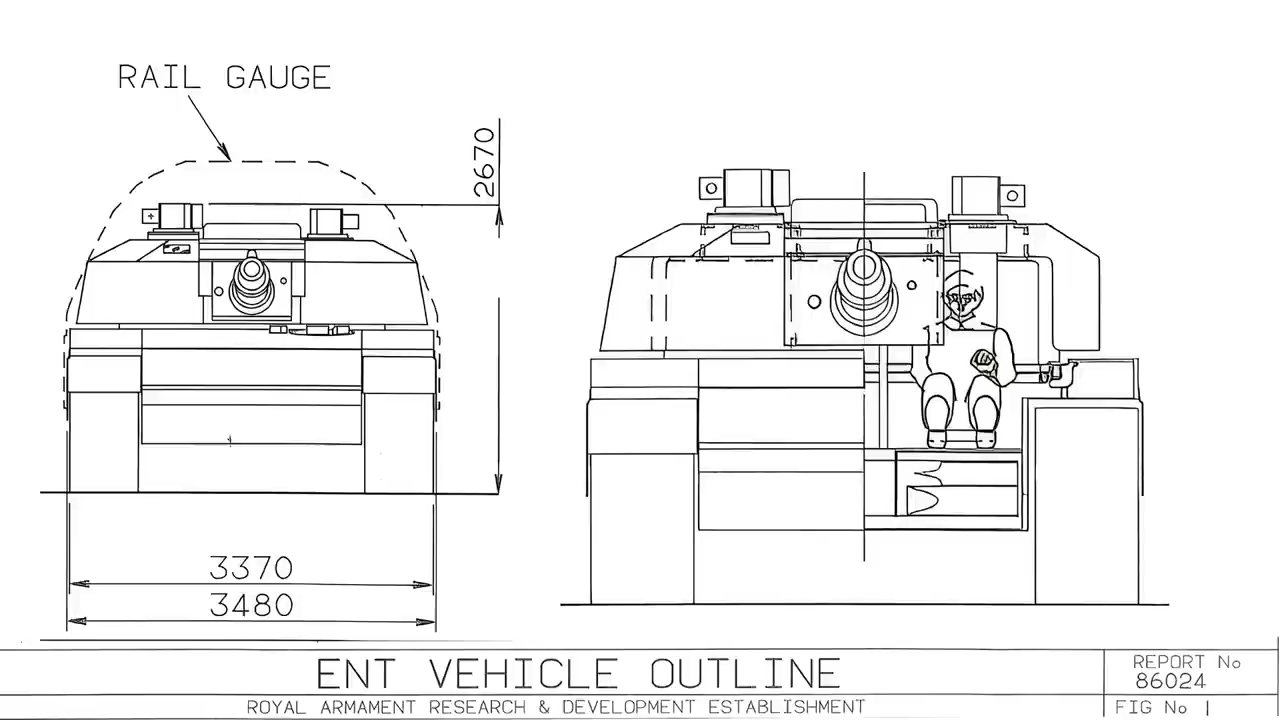 RAIL GAUGE
2670
3370
3480
ENT VEHICLE OUTLINE
ROYAL ARMAMENT RESEARCH & DEVELOPMENT ESTABLISHMENT
REPORT No
86024
FIG No 1